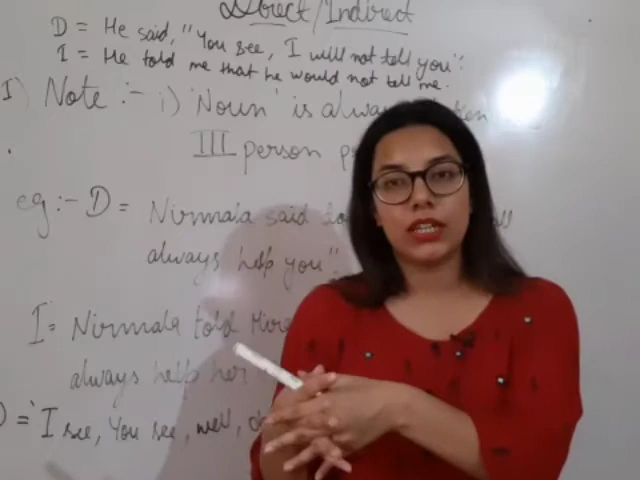 Direct/Indirect
D = He said, "You see, I will not tell you".
I = He told me that he would not tell me.
I) Note :- i) 'Noun' is always
III person
eg :- D = Nirmala said to
always help you".
I = Nirmala told
always help her
D = 'I see, You see, well,